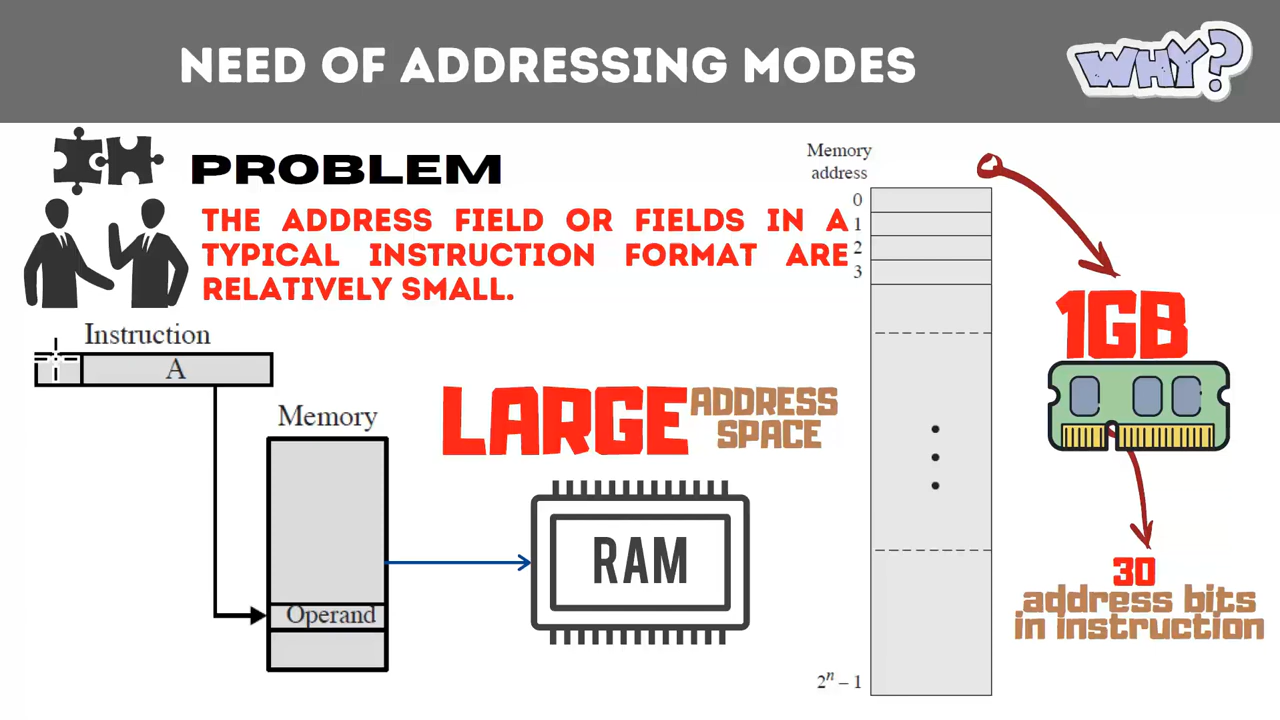 NEED OF ADDRESSING MODES
WHY?
PROBLEM
THE ADDRESS FIELD OR FIELDS IN A
TYPICAL INSTRUCTION FORMAT ARE
RELATIVELY SMALL.
Instruction
A
Memory
Operand
LARGE
ADDRESS
SPACE
RAM
Memory
address
0
1
2
3
2ⁿ – 1
1GB
30
address bits
in instruction